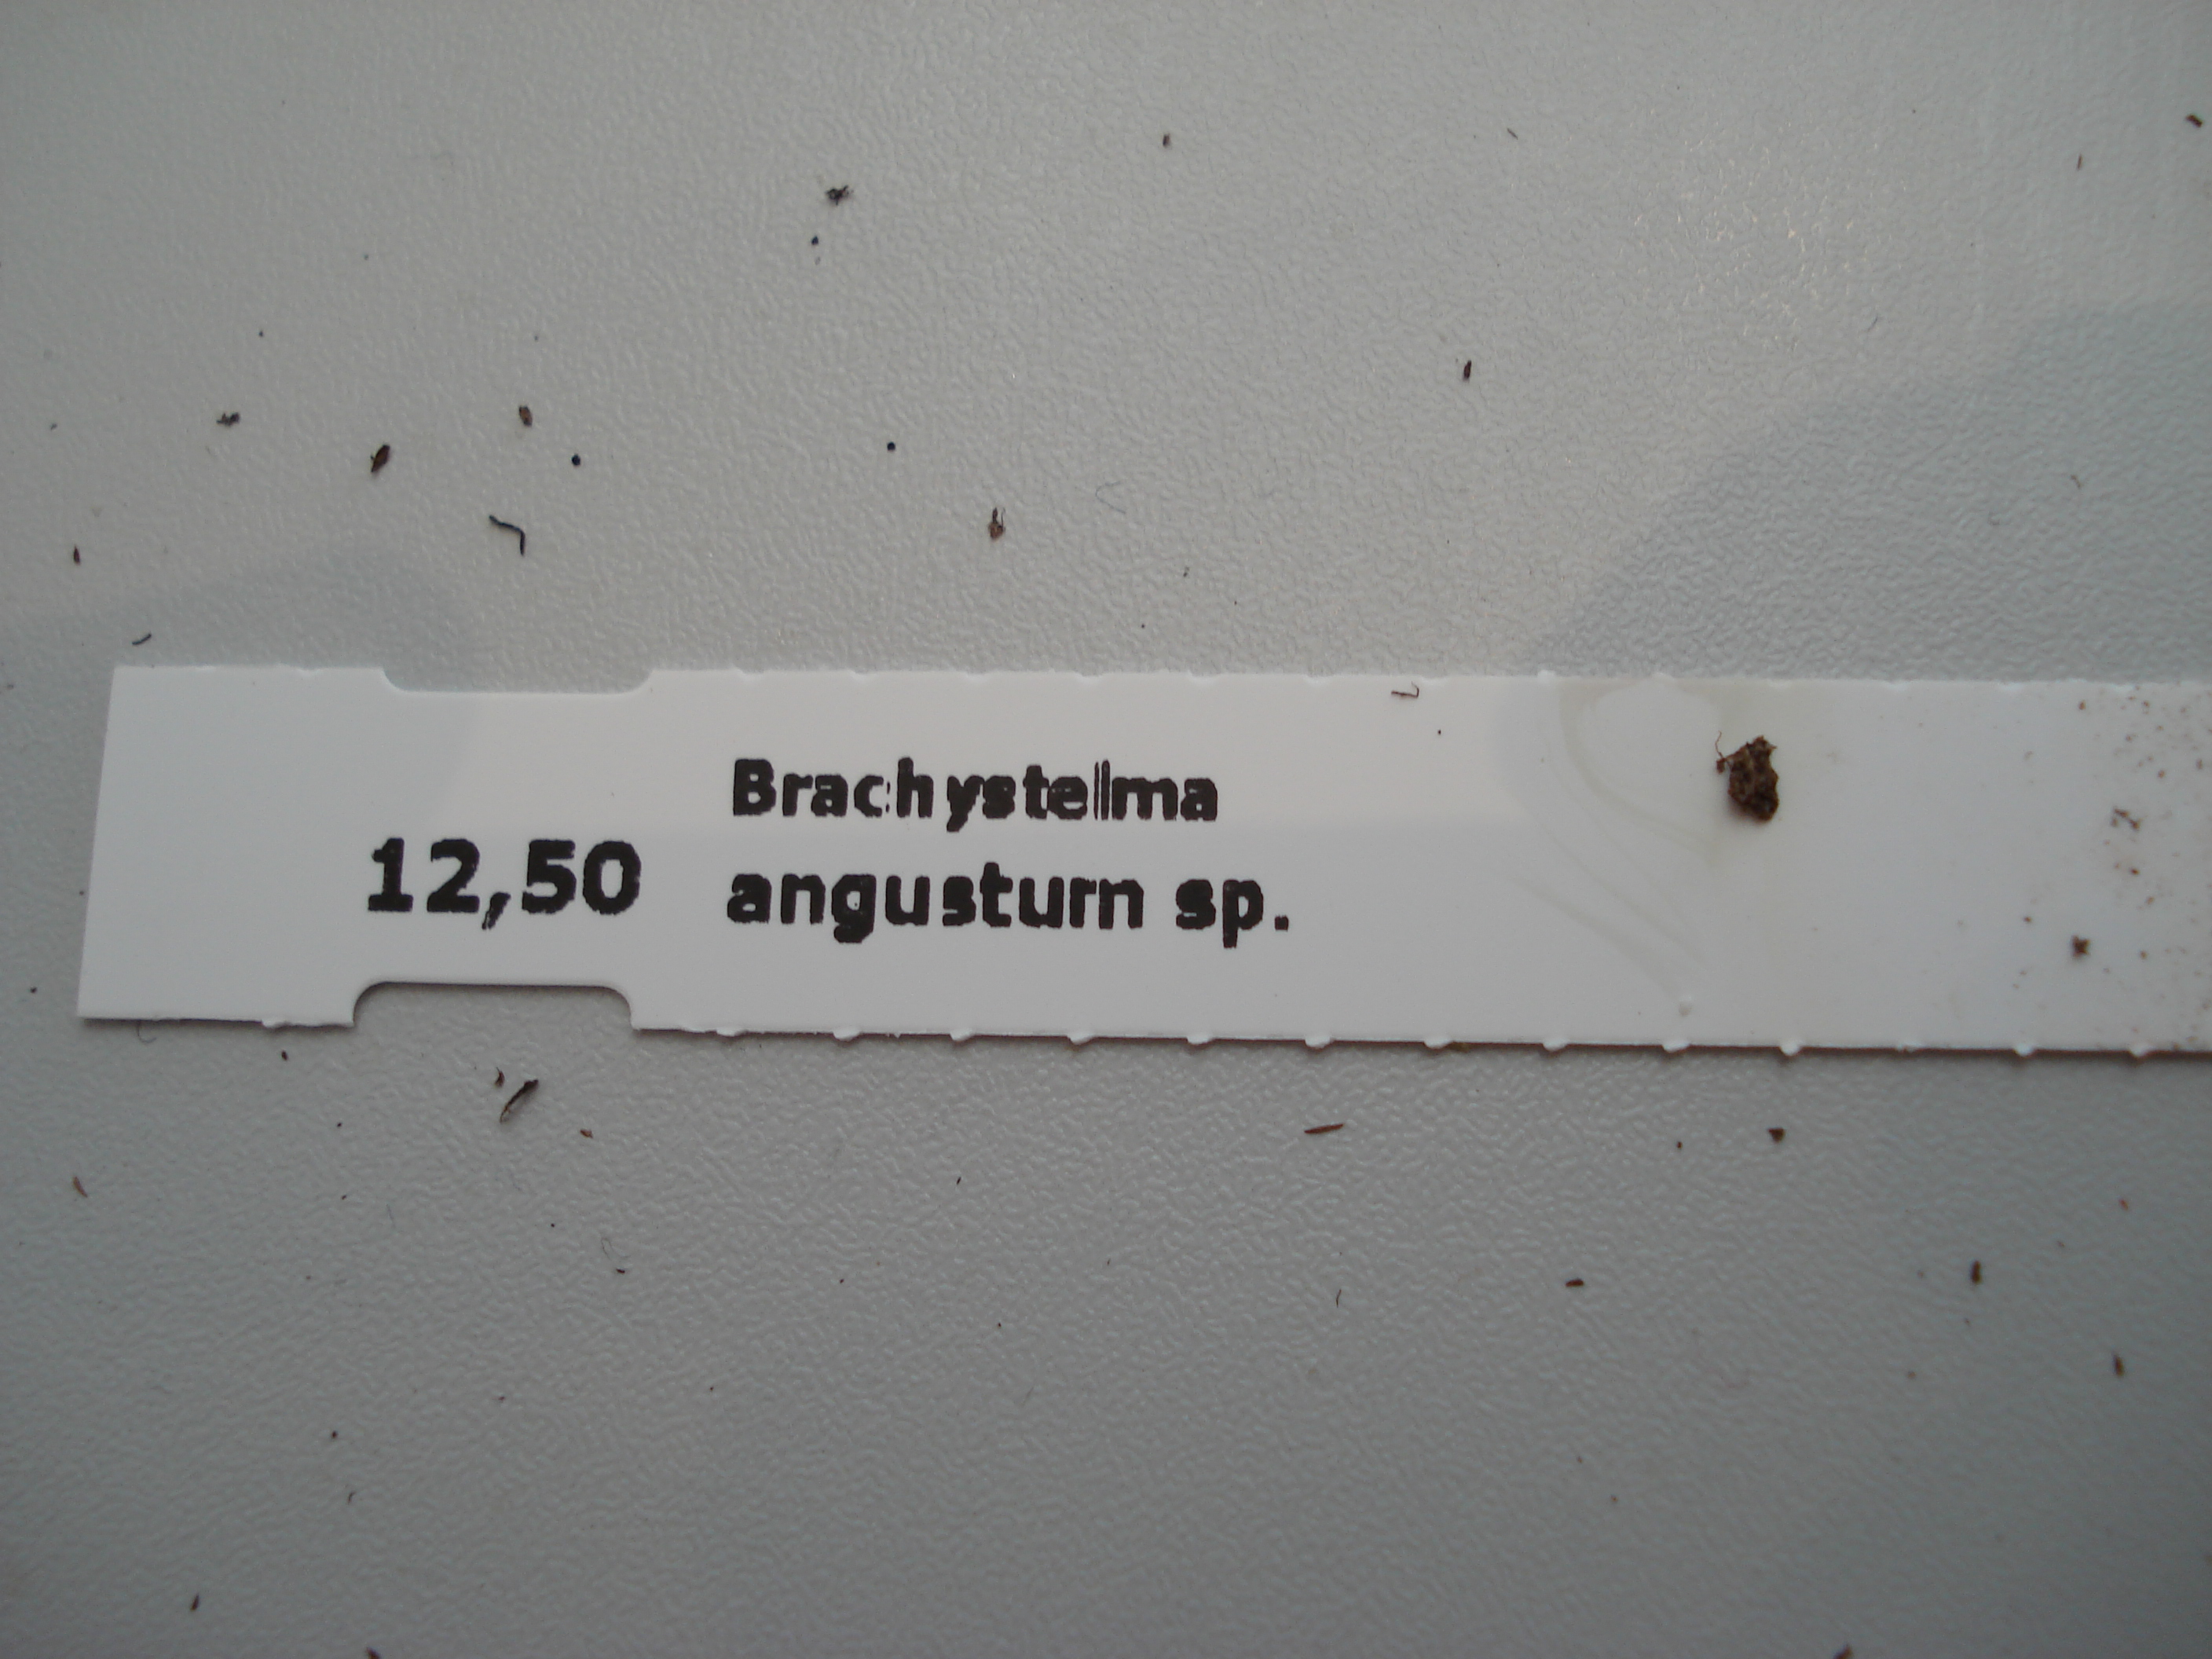 12,50
Brachystelma
angusturn sp.